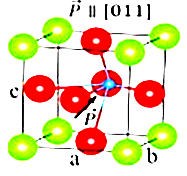 P⃗ ∥ [011]
c
P⃗
a b